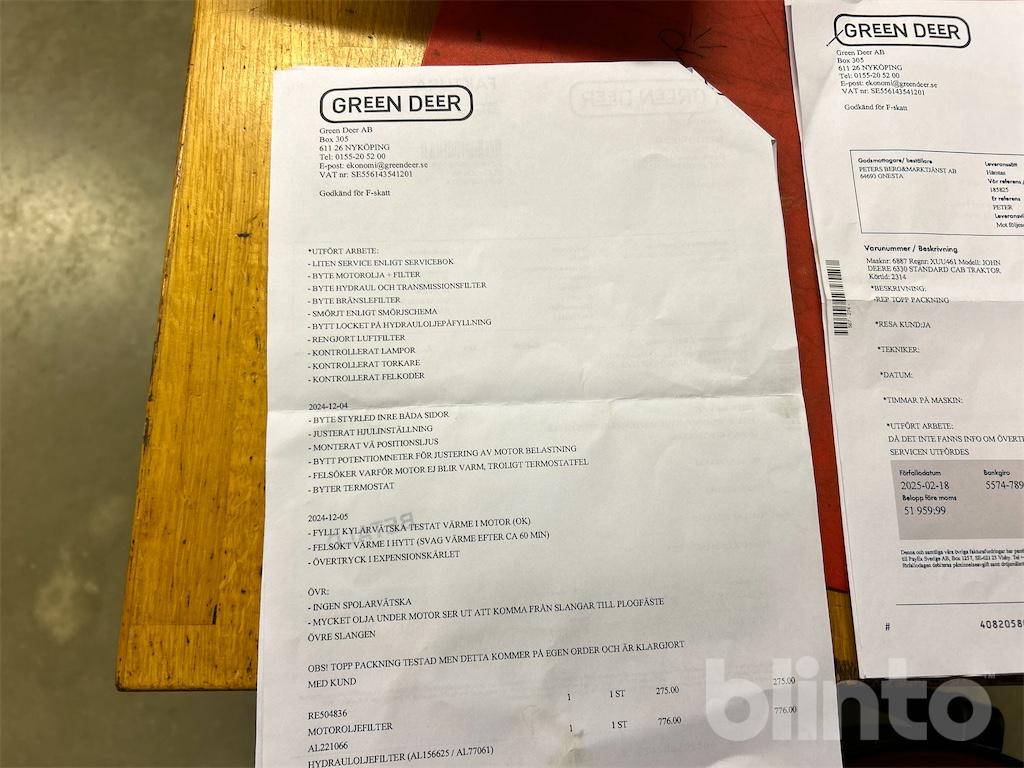 GREEN DEER
Green Deer AB
Box 305
611 26 NYKÖPING
Tel: 0155-20 52 00
E-post: ekonomi@greendeer.se
VAT nr: SE556143541201
Godkänd för F-skatt
*UTFÖRT ARBETE:
- LITEN SERVICE ENLIGT SERVICEBOK
- BYTE MOTOROLJA + FILTER
- BYTE HYDRAUL OCH TRANSMISSIONSFILTER
- BYTE BRÄNSLEFILTER
- SMÖRJT ENLIGT SMÖRJSCHEMA
- BYTT LOCKET PÅ HYDRAULOLJEPÅFYLLNING
- RENGJORT LUFTFILTER
- KONTROLLERAT LAMPOR
- KONTROLLERAT TORKARE
- KONTROLLERAT FELKODER
2024-12-04
- BYTE STYRLED INRE BÅDA SIDOR
- JUSTERAT HJULINSTÄLLNING
- MONTERAT VÄ POSITIONSLJUS
- BYTT POTENTIOMNETER FÖR JUSTERING AV MOTOR BELASTNING
- FELSÖKER VARFÖR MOTOR EJ BLIR VARM, TROLIGT TERMOSTATFEL
- BYTER TERMOSTAT
2024-12-05
- FYLLT KYLARVÄTSKA TESTAT VÄRME I MOTOR (OK)
- FELSÖKT VÄRME I HYTT (SVAG VÄRME EFTER CA 60 MIN)
- ÖVERTRYCK I EXPENSIONSKÄRLET
ÖVR:
- INGEN SPOLARVÄTSKA
- MYCKET OLJA UNDER MOTOR SER UT ATT KOMMA FRÅN SLANGAR TILL PLOGFÄSTE
ÖVRE SLANGEN
OBS! TOPP PACKNING TESTAD MEN DETTA KOMMER PÅ EGEN ORDER OCH ÄR KLARGJORT
MED KUND
RE504836 1 1 ST 275.00 275.00
MOTOROLJEFILTER
AL221066 1 1 ST 776.00 776.00
HYDRAULOLJEFILTER (AL156625 / AL77061)
GREEN DEER
Green Deer AB
Box 305
611 26 NYKÖPING
Tel: 0155-20 52 00
E-post: ekonomi@greendeer.se
VAT nr: SE556143541201
Godkänd för F-skatt
Godsmottagare/ beställare
PETERS BERG&MARKTJÄNST AB
64693 GNESTA
Leveranssätt
Hämtas
Vår referens /
185825
Er referens
PETER
Leveransvi
Mot följes
Varunummer / Beskrivning
Masknr: 6887 Regnr: XUU461 Modell: JOHN
DEERE 6330 STANDARD CAB TRAKTOR
Körtid: 2314
*BESKRIVNING:
-REP TOPP PACKNING
*RESA KUND:JA
*TEKNIKER:
*DATUM:
*TIMMAR PÅ MASKIN:
*UTFÖRT ARBETE:
DÅ DET INTE FANNS INFO OM ÖVERT
SERVICEN UTFÖRDES
Förfallodatum Bankgiro
2025-02-18 5574-789
Belopp före moms
51 959:99
# 4082058
blinto